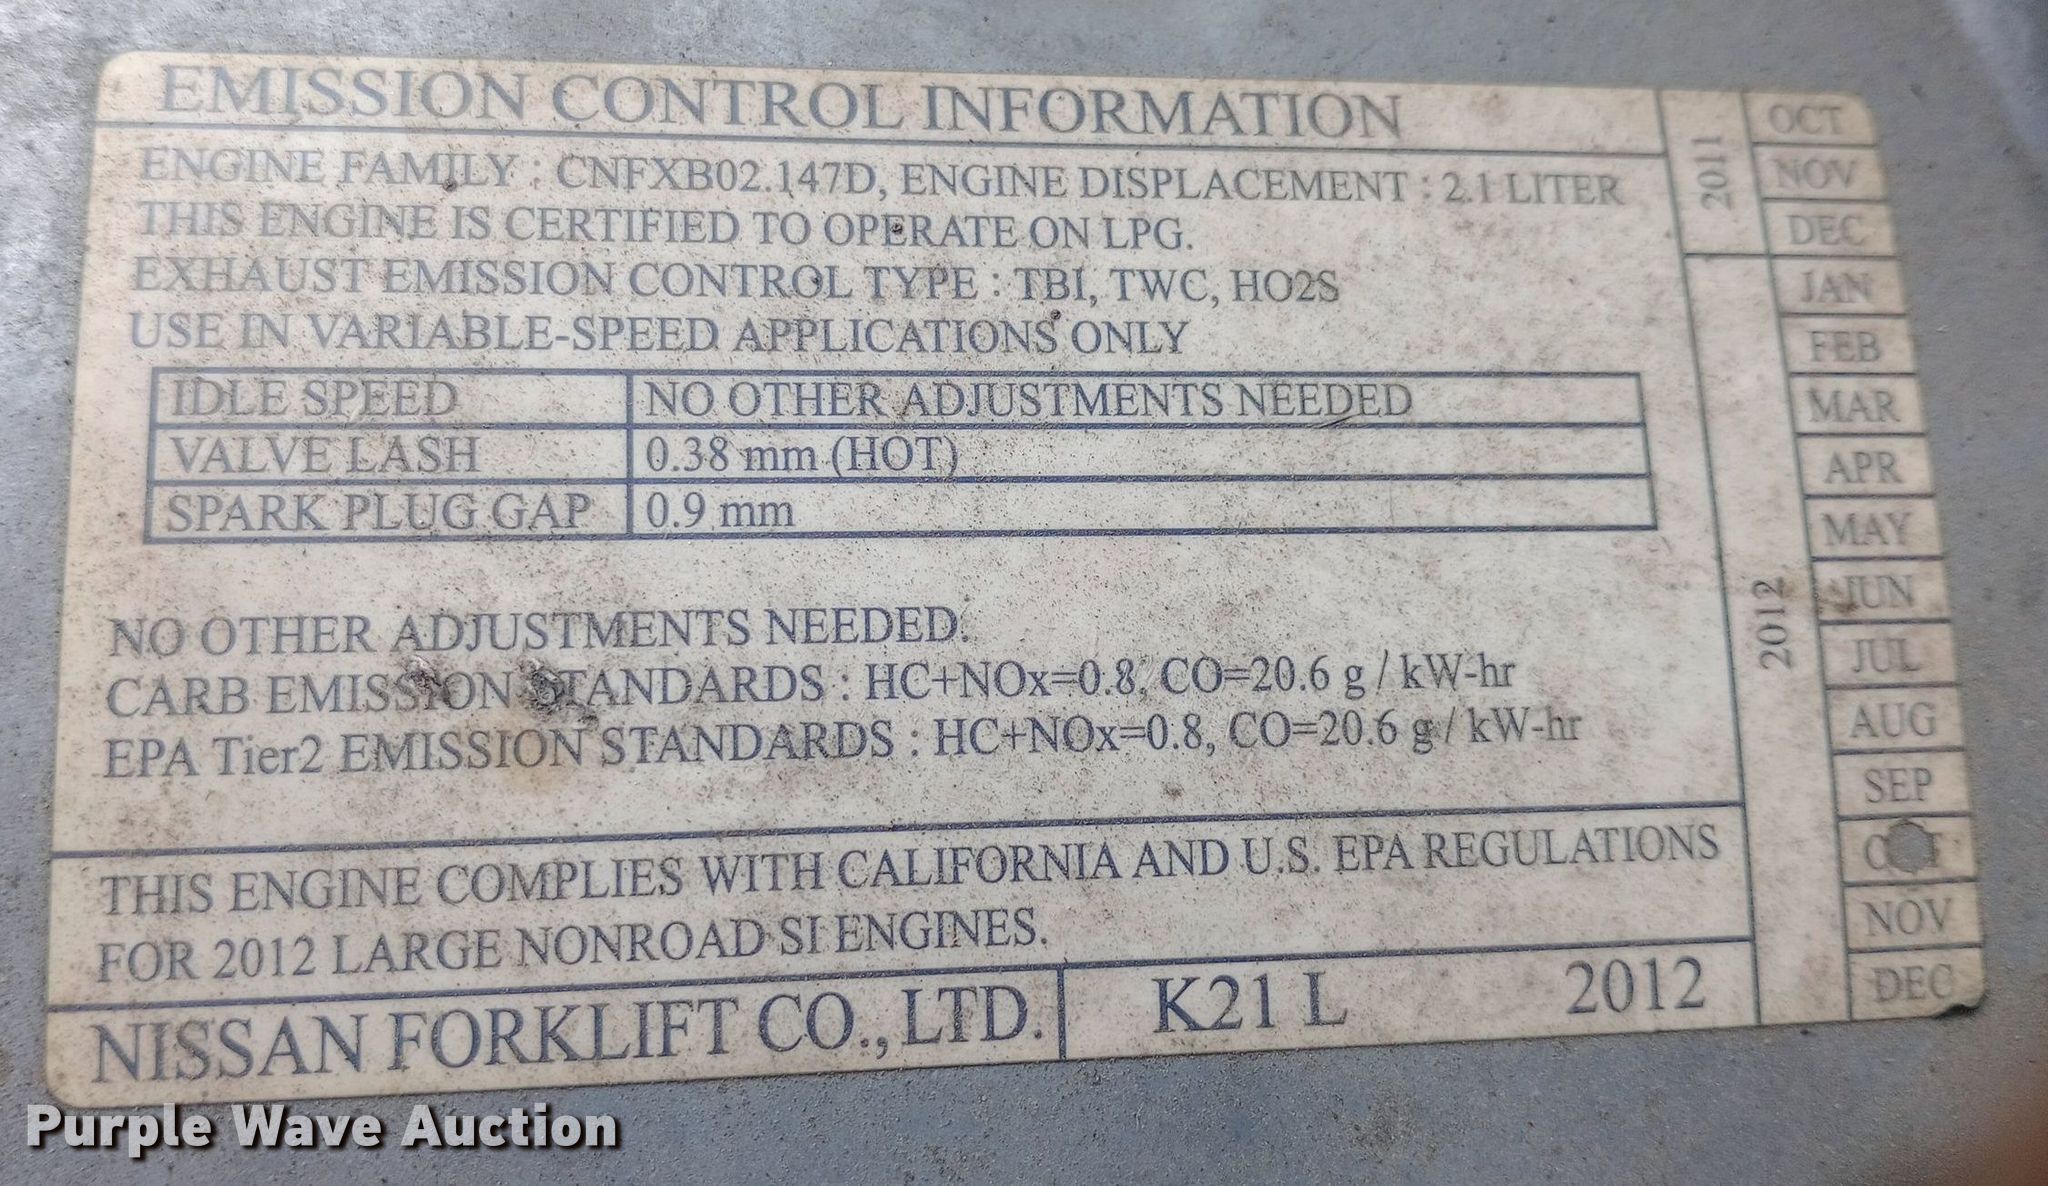 EMISSION CONTROL INFORMATION
ENGINE FAMILY : CNFXB02.147D, ENGINE DISPLACEMENT : 2.1 LITER
THIS ENGINE IS CERTIFIED TO OPERATE ON LPG.
EXHAUST EMISSION CONTROL TYPE : TBI, TWC, HO2S
USE IN VARIABLE-SPEED APPLICATIONS ONLY
IDLE SPEED NO OTHER ADJUSTMENTS NEEDED
VALVE LASH 0.38 mm (HOT)
SPARK PLUG GAP 0.9 mm
NO OTHER ADJUSTMENTS NEEDED.
CARB EMISSION STANDARDS : HC+NOx=0.8, CO=20.6 g / kW-hr
EPA Tier2 EMISSION STANDARDS : HC+NOx=0.8, CO=20.6 g / kW-hr
THIS ENGINE COMPLIES WITH CALIFORNIA AND U.S. EPA REGULATIONS
FOR 2012 LARGE NONROAD SI ENGINES.
NISSAN FORKLIFT CO., LTD. K21 L 2012
2011
OCT
NOV
DEC
2012
JAN
FEB
MAR
APR
MAY
JUN
JUL
AUG
SEP
OCT
NOV
DEC
Purple Wave Auction